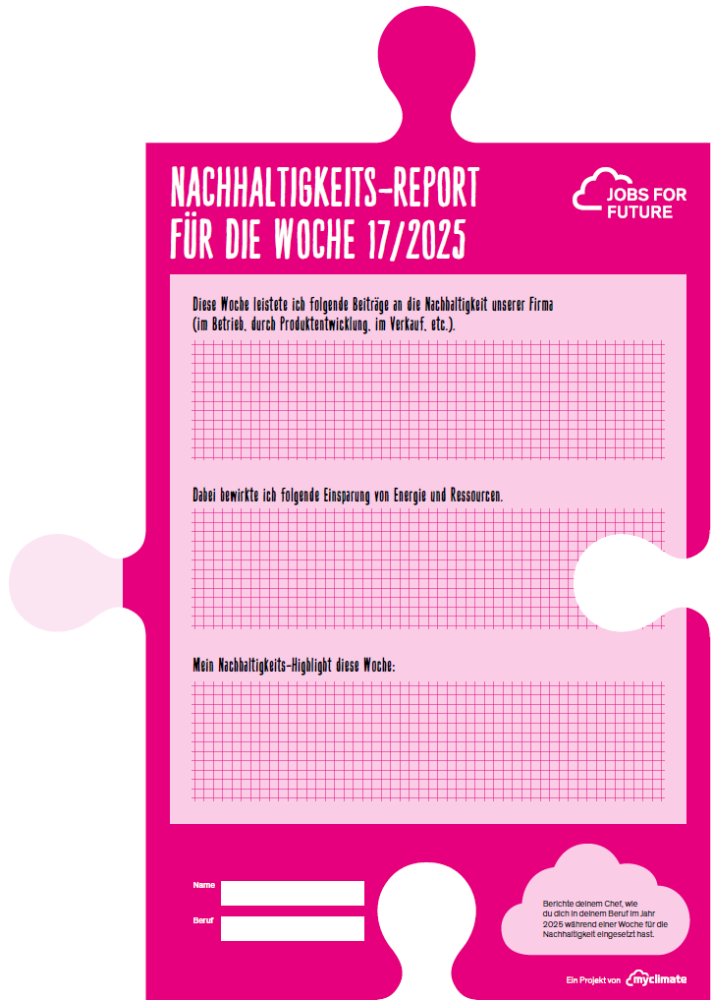 NACHHALTIGKEITS-REPORT
FÜR DIE WOCHE 17/2025
JOBS FOR
FUTURE
Diese Woche leistete ich folgende Beiträge an die Nachhaltigkeit unserer Firma
(im Betrieb, durch Produktentwicklung, im Verkauf, etc.).
Dabei bewirkte ich folgende Einsparung von Energie und Ressourcen.
Mein Nachhaltigkeits-Highlight diese Woche:
Name
Beruf
Berichte deinem Chef, wie
du dich in deinem Beruf im Jahr
2025 während einer Woche für die
Nachhaltigkeit eingesetzt hast.
Ein Projekt von myclimate